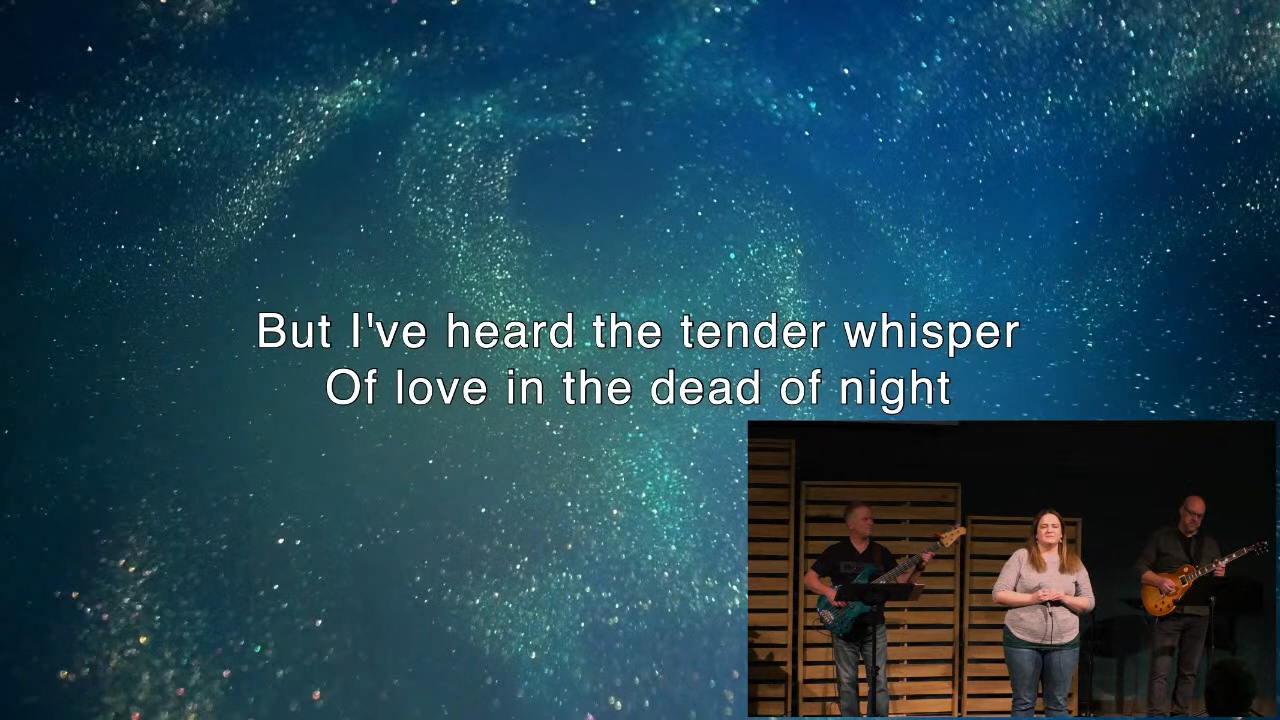 But I've heard the tender whisper
Of love in the dead of night